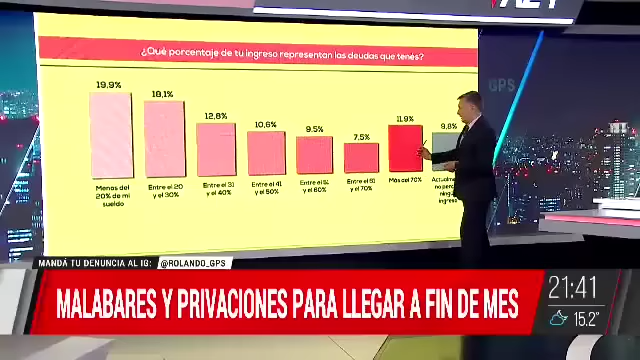 ¿Qué porcentaje de tu ingreso representan las deudas que tenés?
19,9%
18,1%
12,8%
10,6%
9,5%
7,5%
11,9%
9,8%
Menos del
20% de mi
sueldo
Entre el 20
y el 30%
Entre el 31
y el 40%
Entre el 41
y el 50%
Entre el 51
y el 60%
Entre el 61
y el 70%
Más del 70%
GPS
MANDÁ TU DENUNCIA AL IG: @ROLANDO_GPS
MALABARES Y PRIVACIONES PARA LLEGAR A FIN DE MES
21:41
15.2°